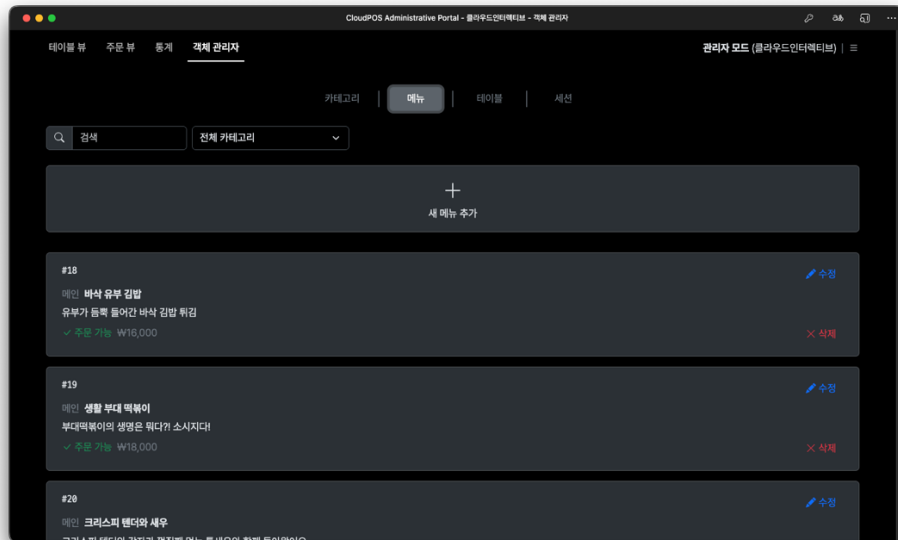 CloudPOS Administrative Portal - 클라우드인터렉티브 - 객체 관리자
테이블 뷰 주문 뷰 통계 객체 관리자
관리자 모드 (클라우드인터렉티브) |
카테고리 | 메뉴 | 테이블 | 세션
검색 전체 카테고리
새 메뉴 추가
#18
수정
메인 바삭 유부 김밥
유부가 듬뿍 들어간 바삭 김밥 튀김
주문 가능 ₩16,000
삭제
#19
수정
메인 생활 부대 떡볶이
부대떡볶이의 생명은 뭐다?! 소시지다!
주문 가능 ₩18,000
삭제
#20
수정
메인 크리스피 텐더와 새우